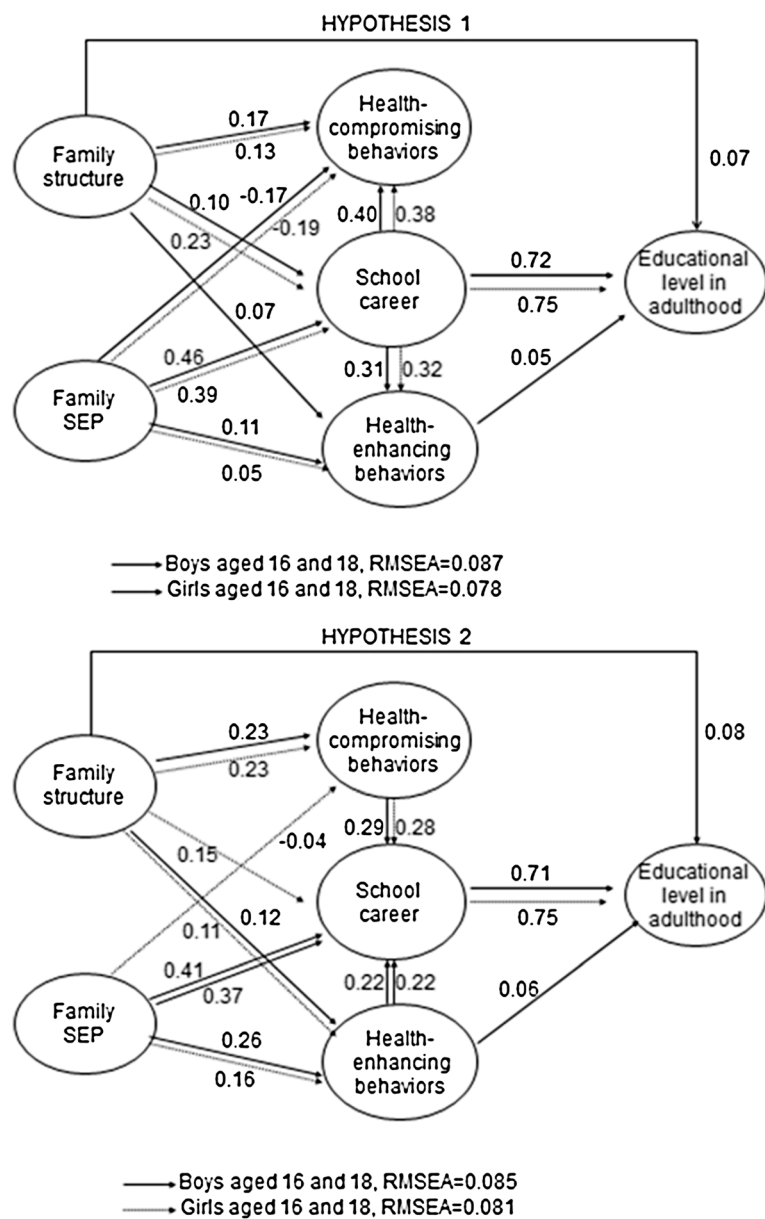 HYPOTHESIS 1
Health-
compromising
behaviors
0.17
0.13
Family
structure
0.07
-0.17
0.10
-0.19
0.40
0.38
0.23
0.72
Educational
level in
adulthood
School
career
0.75
0.07
0.46
0.39
0.31
0.32
0.05
Family
SEP
0.11
0.05
Health-
enhancing
behaviors
Boys aged 16 and 18, RMSEA=0.087
Girls aged 16 and 18, RMSEA=0.078
HYPOTHESIS 2
Health-
compromising
behaviors
0.23
0.23
Family
structure
0.08
0.29
0.28
-0.04
0.15
0.71
Educational
level in
adulthood
School
career
0.75
0.12
0.11
0.41
0.37
0.22
0.22
0.06
Family
SEP
0.26
0.16
Health-
enhancing
behaviors
Boys aged 16 and 18, RMSEA=0.085
Girls aged 16 and 18, RMSEA=0.081